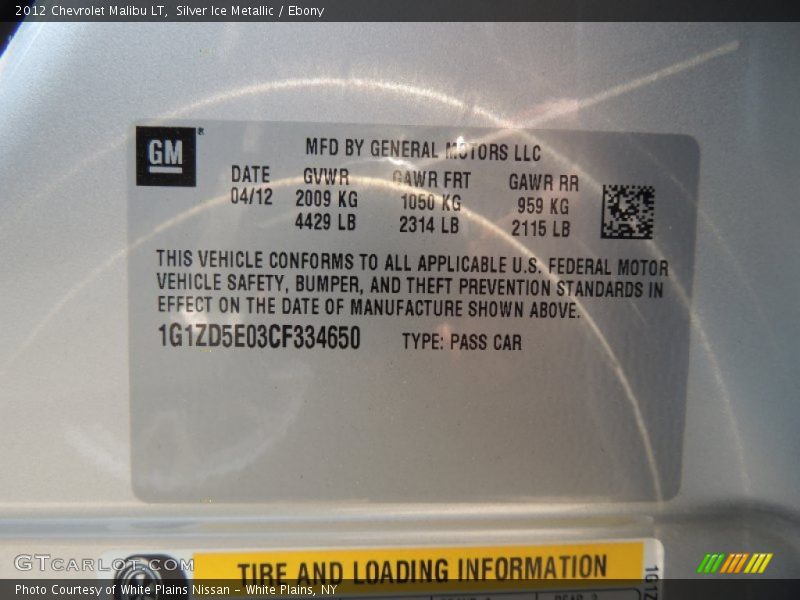 2012 Chevrolet Malibu LT, Silver Ice Metallic / Ebony
GM®
MFD BY GENERAL MOTORS LLC
DATE GVWR GAWR FRT GAWR RR
04/12 2009 KG 1050 KG 959 KG
4429 LB 2314 LB 2115 LB
THIS VEHICLE CONFORMS TO ALL APPLICABLE U.S. FEDERAL MOTOR
VEHICLE SAFETY, BUMPER, AND THEFT PREVENTION STANDARDS IN
EFFECT ON THE DATE OF MANUFACTURE SHOWN ABOVE.
1G1ZD5E03CF334650 TYPE: PASS CAR
TIRE AND LOADING INFORMATION
GTCARLOT.COM
Photo Courtesy of White Plains Nissan - White Plains, NY